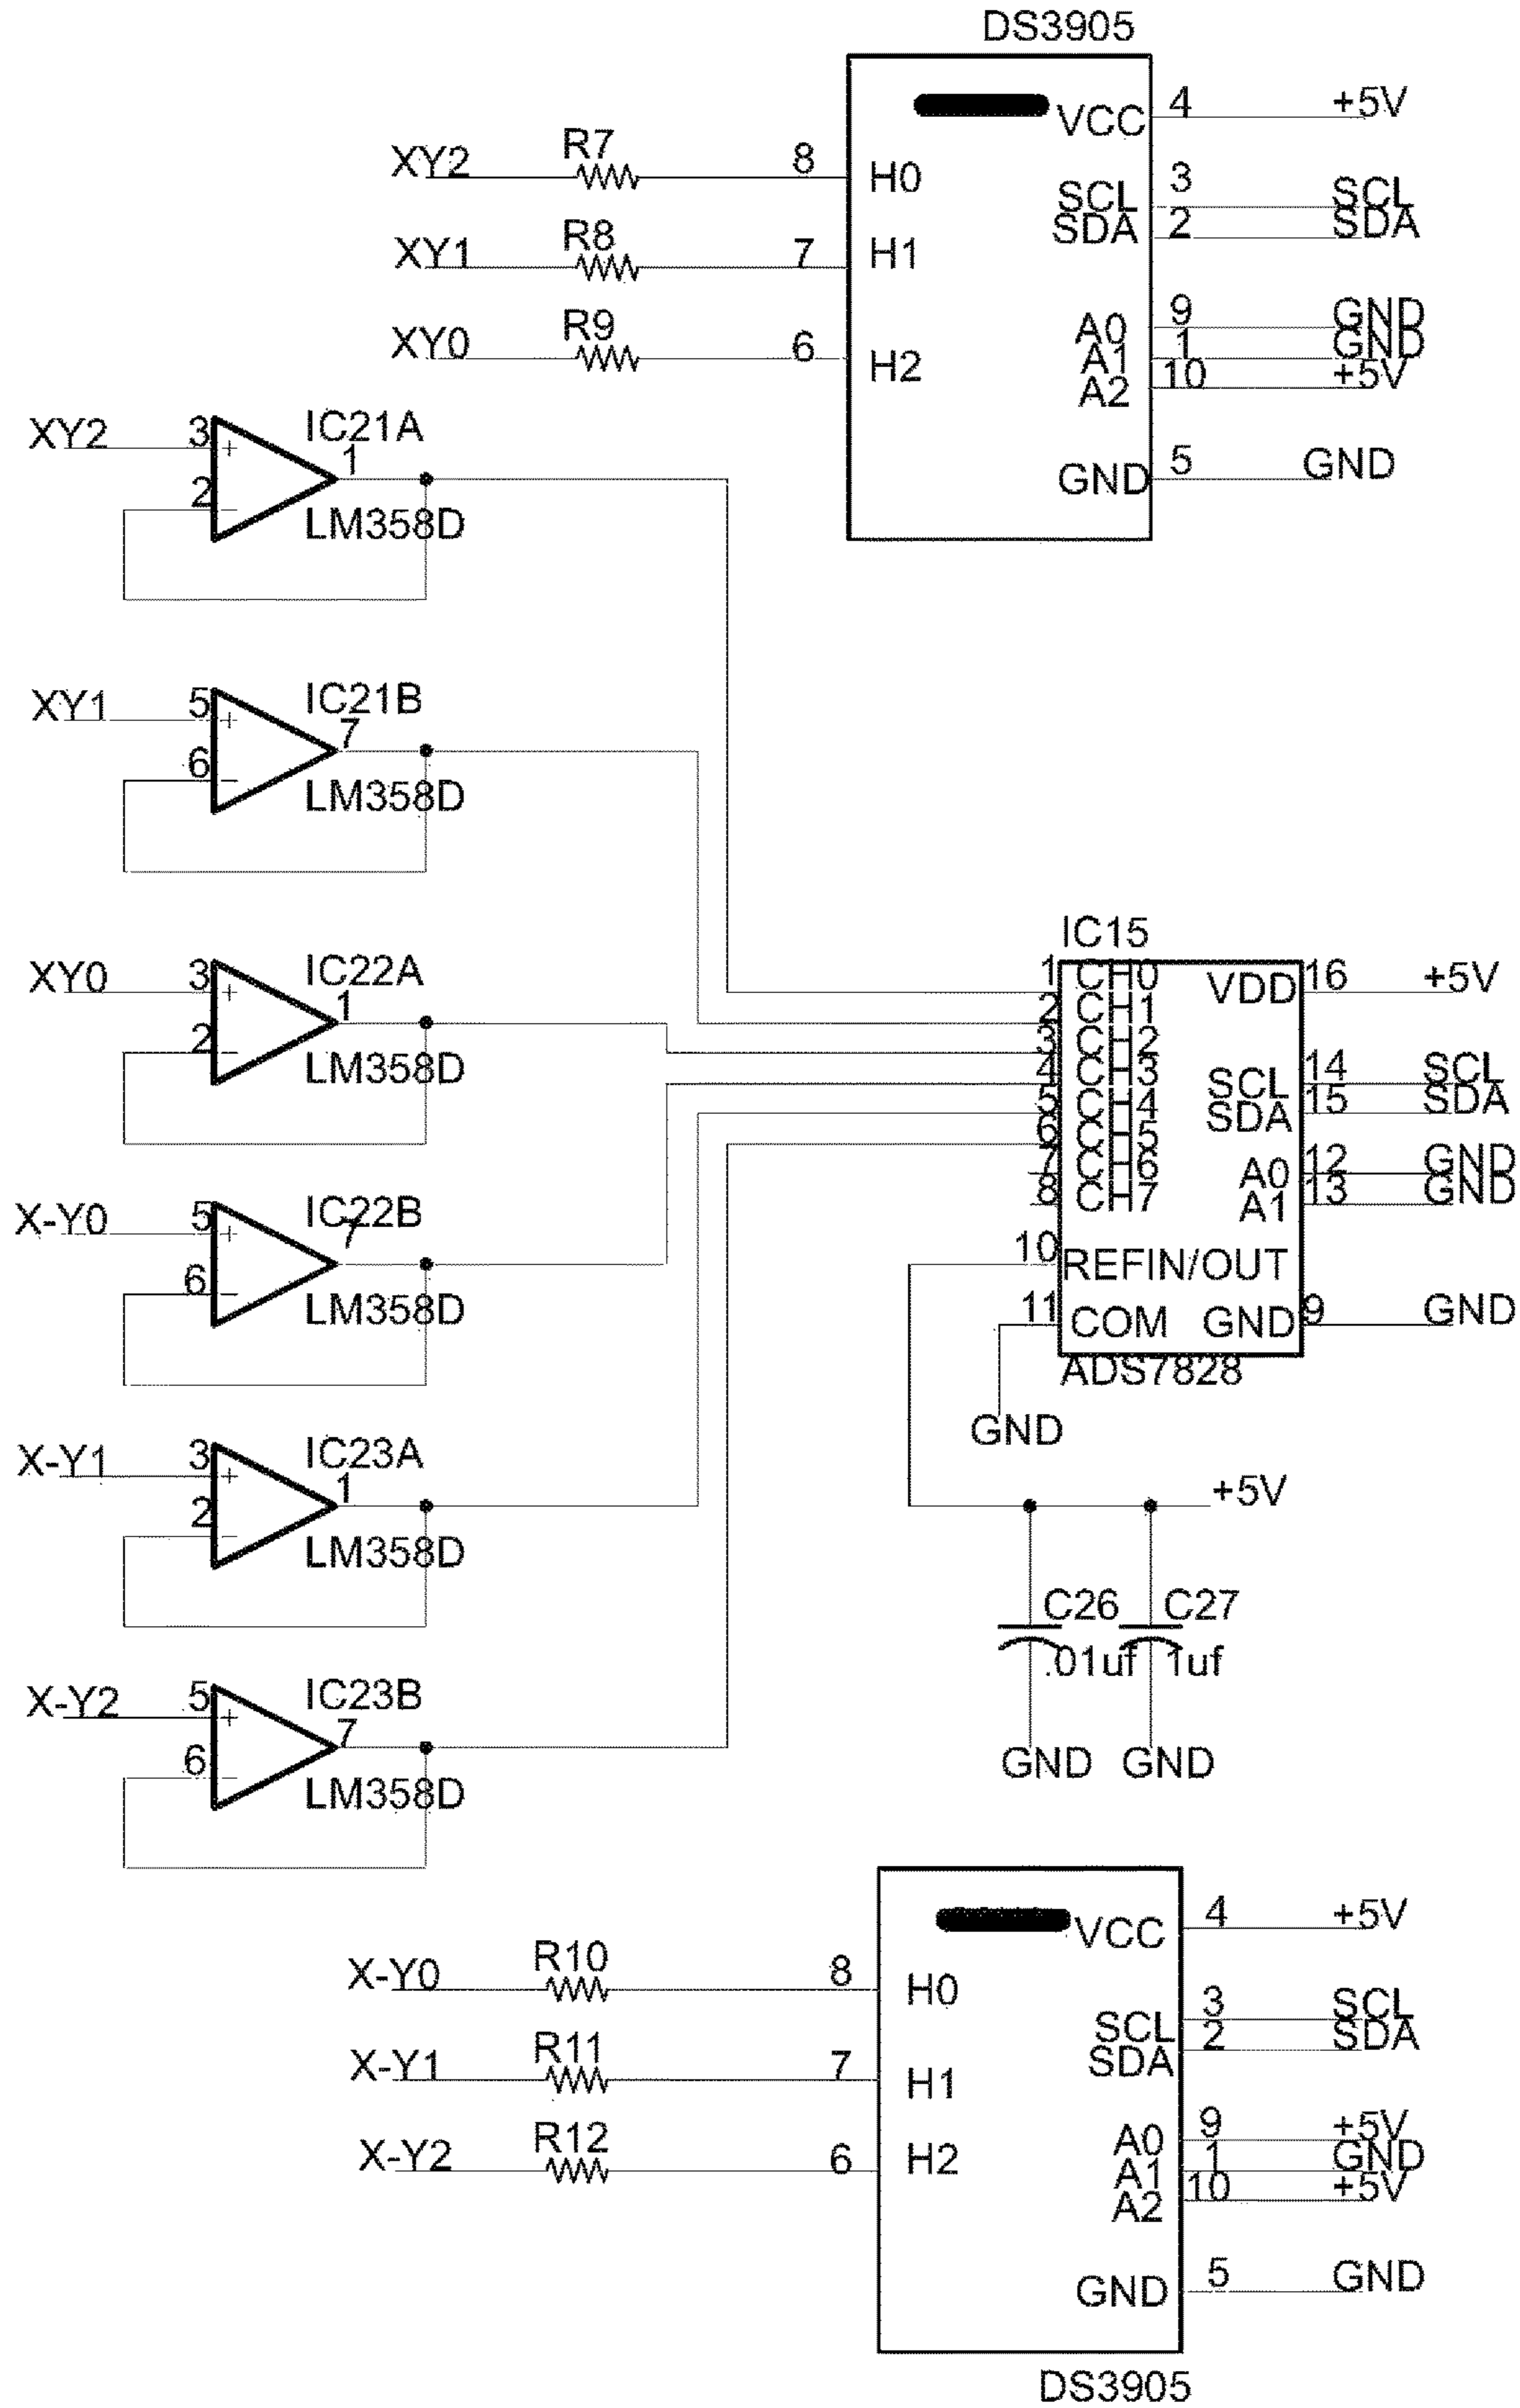 DS3905
VCC 4 +5V
XY2 R7 8 H0
SCL 3 SCL
SDA 2 SDA
XY1 R8 7 H1
A0 9 GND
XY0 R9 6 H2
A1 1 GND
A2 10 +5V
GND 5 GND
XY2 3 + IC21A
1
2 - LM358D
XY1 5 + IC21B
7
6 - LM358D
XY0 3 + IC22A
1
2 - LM358D
X-Y0 5 + IC22B
7
6 - LM358D
X-Y1 3 + IC23A
1
2 - LM358D
X-Y2 5 + IC23B
7
6 - LM358D
IC15
1 CH0 VDD 16 +5V
2 CH1
3 CH2
4 CH3 SCL 14 SCL
5 CH4 SDA 15 SDA
6 CH5
7 CH6 A0 12 GND
8 CH7 A1 13 GND
10 REFIN/OUT
11 COM GND 9 GND
ADS7828
GND
+5V
C26 C27
.01uf 1uf
GND GND
VCC 4 +5V
X-Y0 R10 8 H0
SCL 3 SCL
SDA 2 SDA
X-Y1 R11 7 H1
A0 9 +5V
X-Y2 R12 6 H2
A1 1 GND
A2 10 +5V
GND 5 GND
DS3905